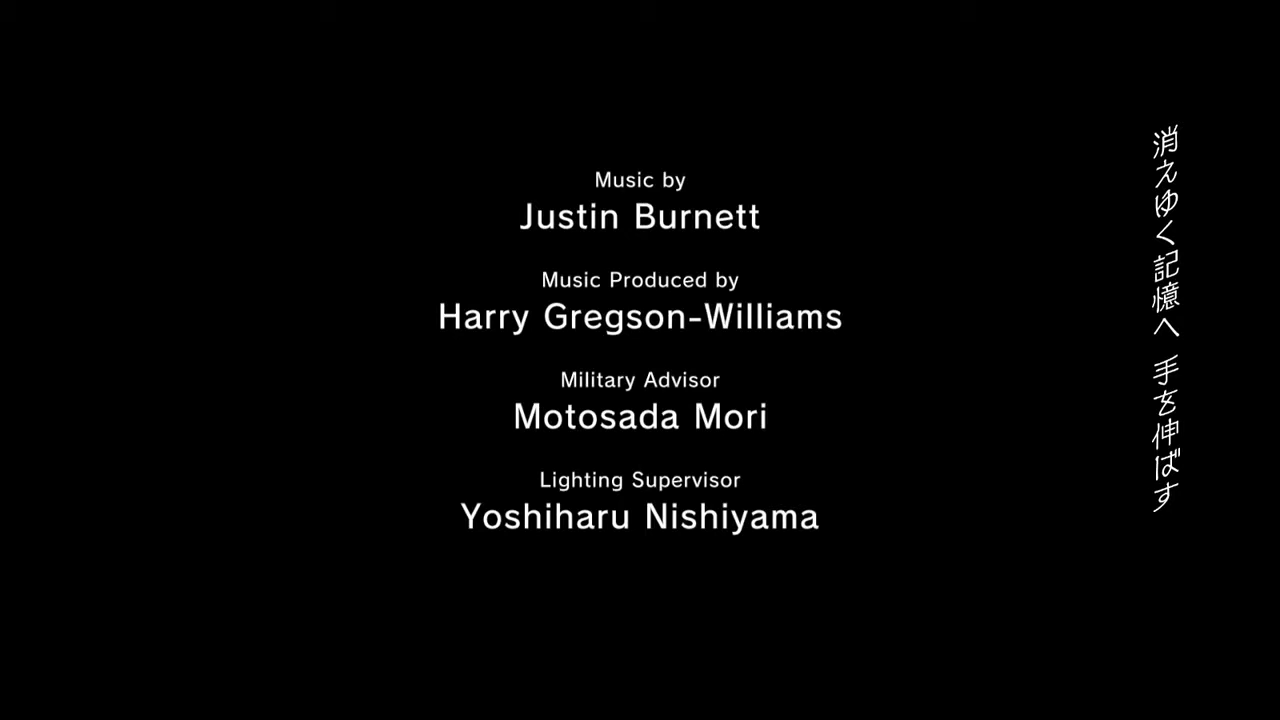 Music by
Justin Burnett
Music Produced by
Harry Gregson-Williams
Military Advisor
Motosada Mori
Lighting Supervisor
Yoshiharu Nishiyama
消えゆく記憶へ 手を伸ばす